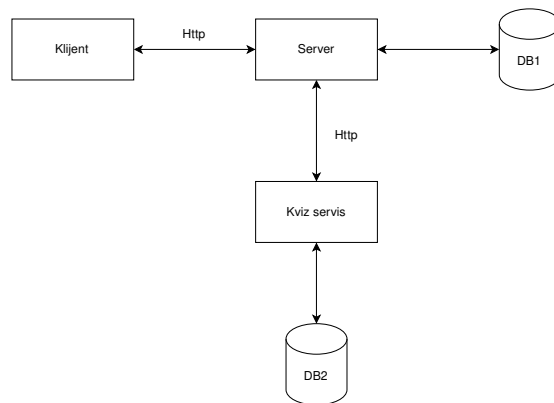 Http
Klijent
Server
DB1
Http
Kviz servis
DB2